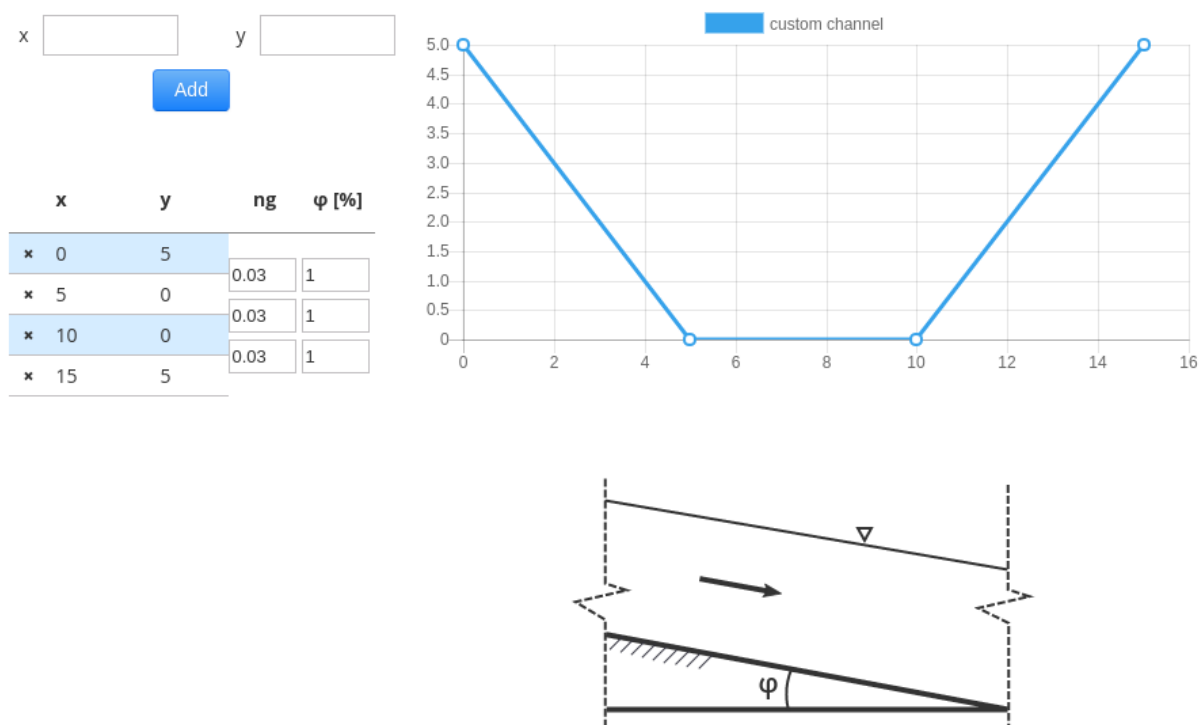 x
y
Add
x y ng φ [%]
× 0 5
0.03 1
× 5 0
0.03 1
× 10 0
0.03 1
× 15 5
custom channel
5.0
4.5
4.0
3.5
3.0
2.5
2.0
1.5
1.0
0.5
0
0 2 4 6 8 10 12 14 16
φ